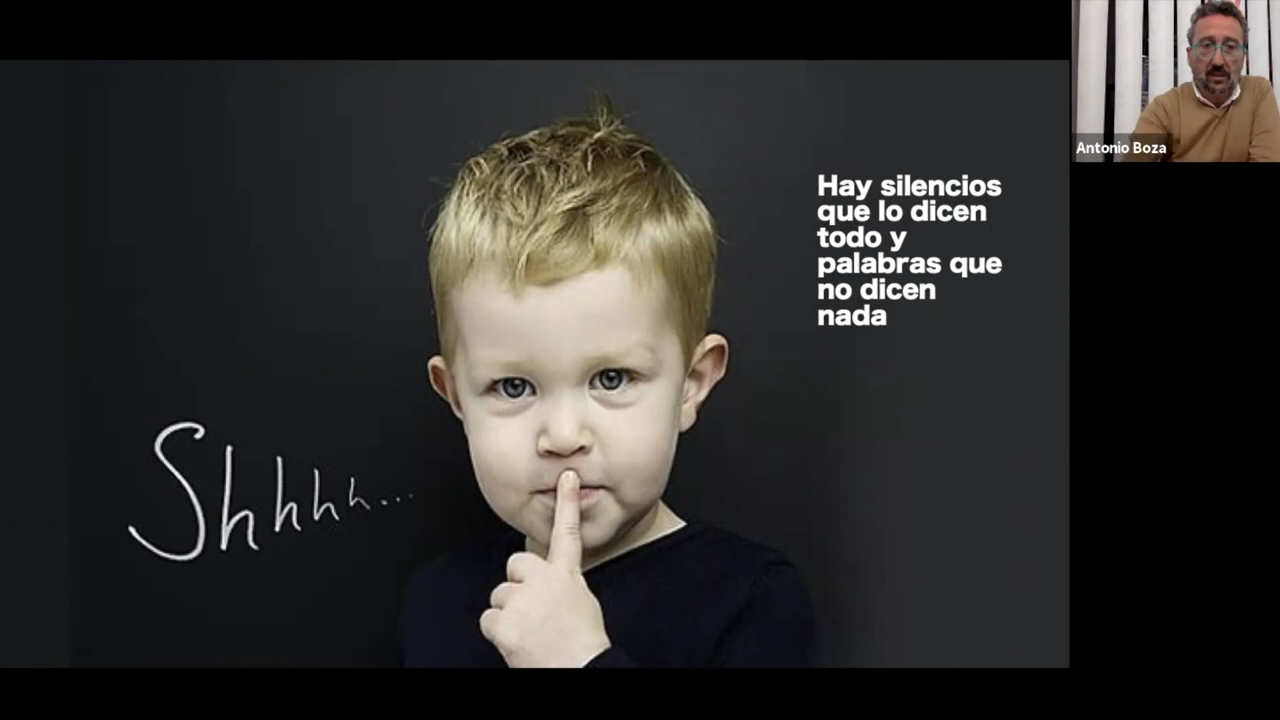 Hay silencios
que lo dicen
todo y
palabras que
no dicen
nada
Shhhh...
Antonio Boza